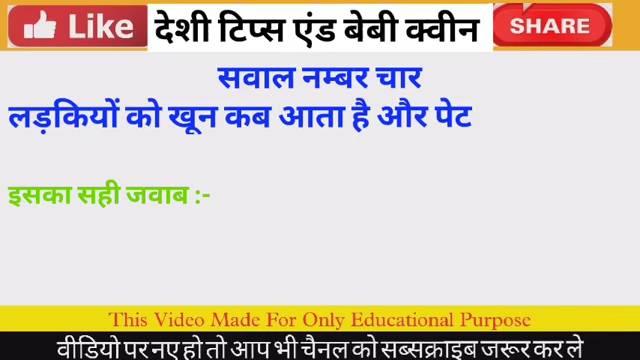 Like
देशी टिप्स एंड बेबी क्वीन
SHARE
सवाल नम्बर चार
लड़कियों को खून कब आता है और पेट
इसका सही जवाब :-
This Video Made For Only Educational Purpose
वीडियो पर नए हो तो आप भी चैनल को सब्सक्राइब जरूर कर ले